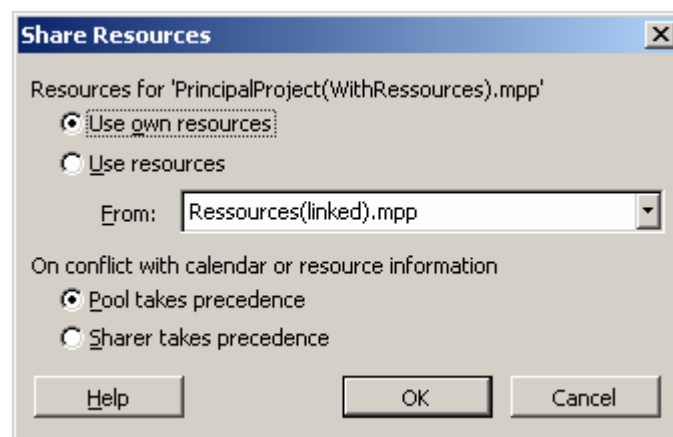 Share Resources
Resources for 'PrincipalProject(WithRessources).mpp'
Use own resources
Use resources
From: Ressources(linked).mpp
On conflict with calendar or resource information
Pool takes precedence
Sharer takes precedence
Help OK Cancel